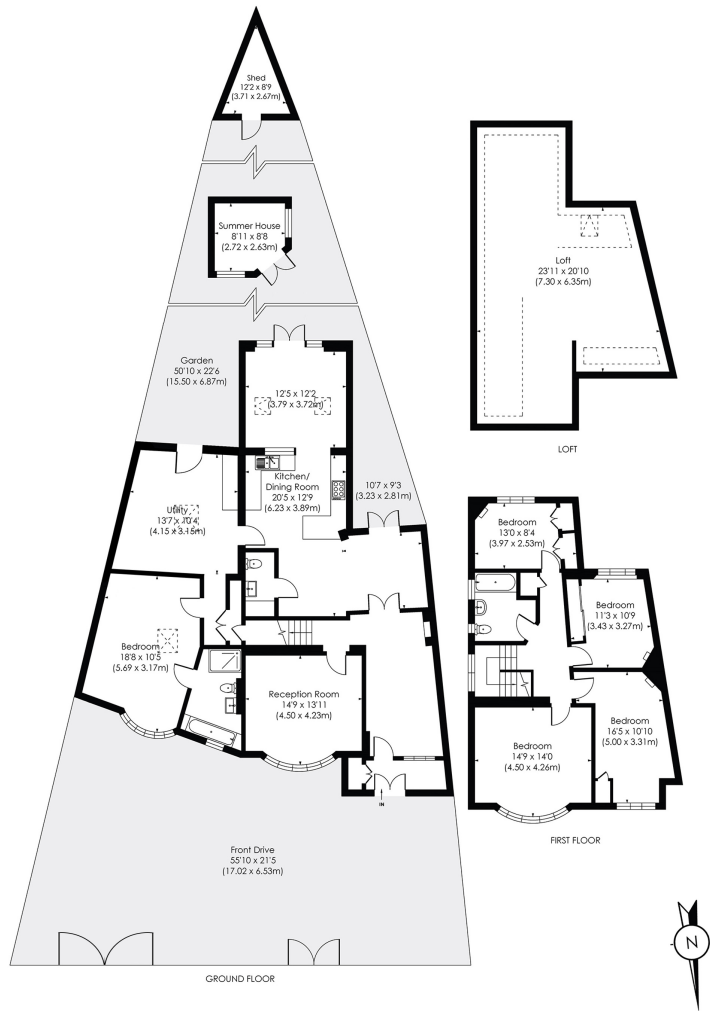 Shed
12'2 x 8'9
(3.71 x 2.67m)
Summer House
8'11 x 8'8
(2.72 x 2.63m)
Garden
50'10 x 22'6
(15.50 x 6.87m)
12'5 x 12'2
(3.79 x 3.72m)
Kitchen/
Dining Room
20'5 x 12'9
(6.23 x 3.89m)
10'7 x 9'3
(3.23 x 2.81m)
Utility
13'7 x 10'4
(4.15 x 3.15m)
Bedroom
18'8 x 10'5
(5.69 x 3.17m)
Reception Room
14'9 x 13'11
(4.50 x 4.23m)
IN
Front Drive
55'10 x 21'5
(17.02 x 6.53m)
GROUND FLOOR
Loft
23'11 x 20'10
(7.30 x 6.35m)
LOFT
Bedroom
13'0 x 8'4
(3.97 x 2.53m)
Bedroom
11'3 x 10'9
(3.43 x 3.27m)
Bedroom
16'5 x 10'10
(5.00 x 3.31m)
Bedroom
14'9 x 14'0
(4.50 x 4.26m)
FIRST FLOOR
N